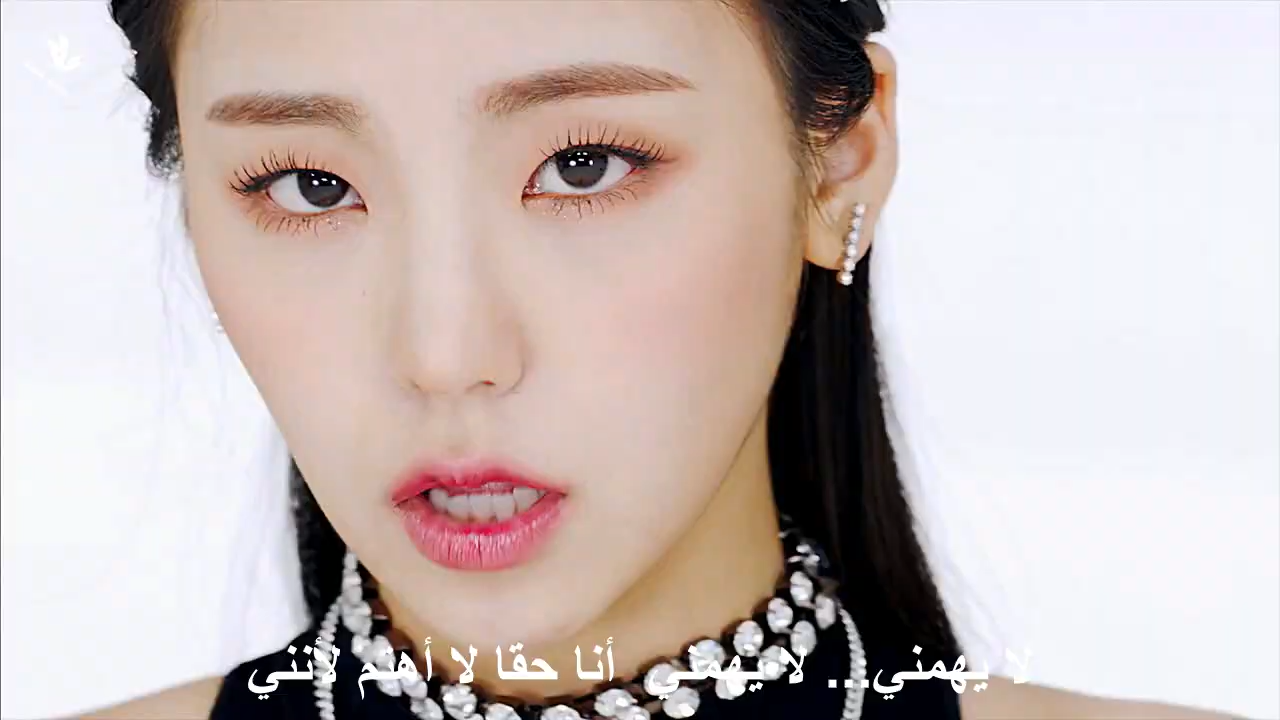 لا يهمني... لا يهمني أنا حقا لا أهتم لأنني